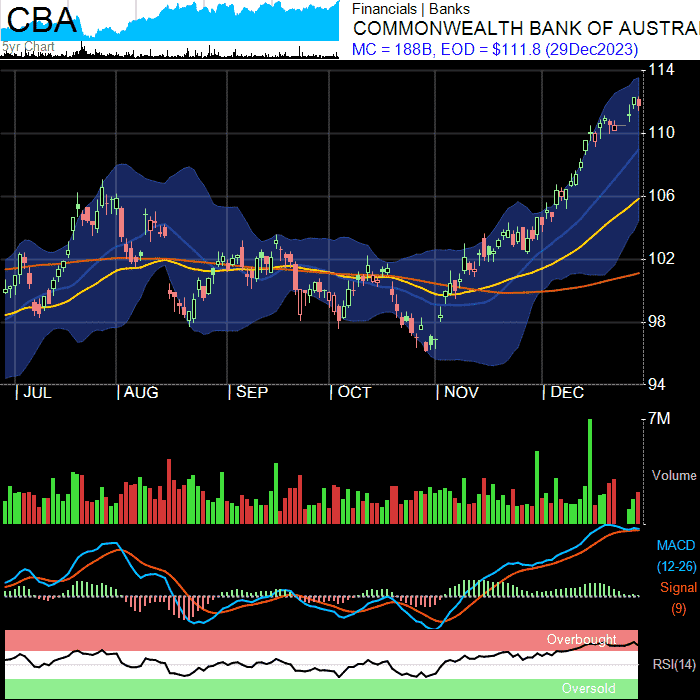 CBA
5yr Chart
Financials | Banks
COMMONWEALTH BANK OF AUSTRA
MC = 188B, EOD = $111.8 (29Dec2023)
114
110
106
102
98
94
| JUL | AUG | SEP | OCT | NOV | DEC
7M
Volume
MACD
(12-26)
Signal
(9)
Overbought
RSI(14)
Oversold